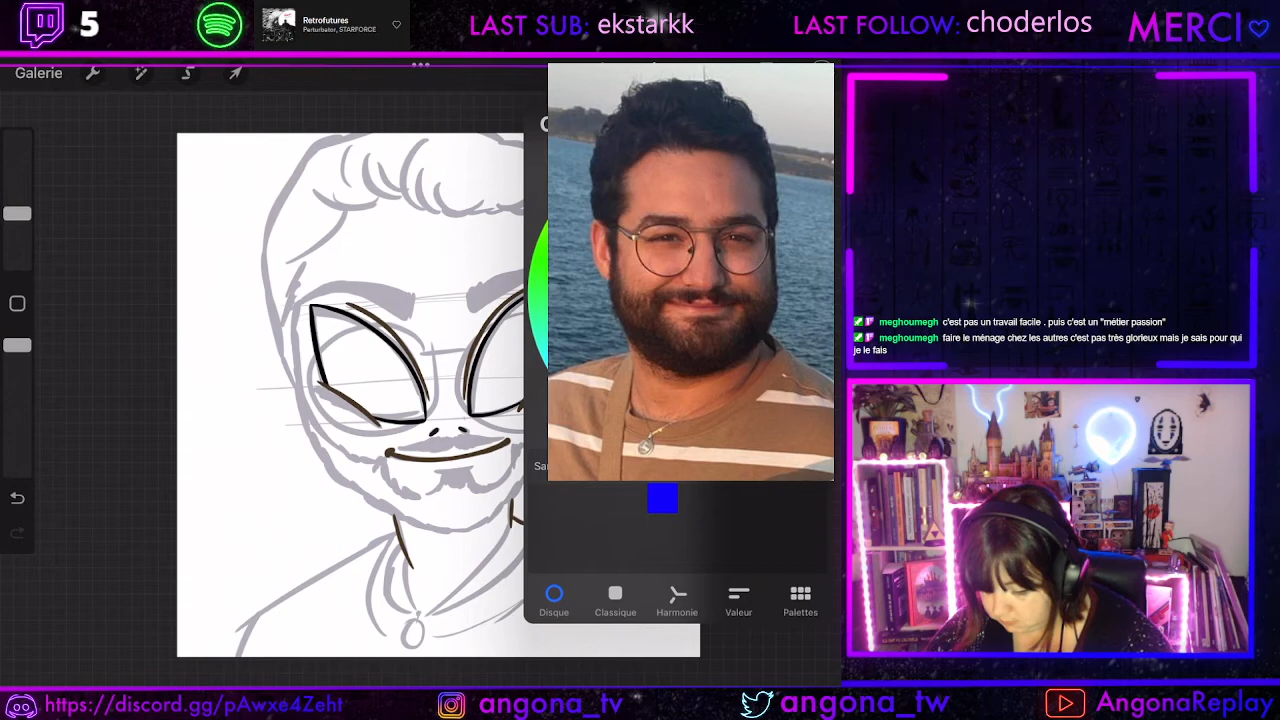 5
Retrofutures
Perturbator, STARFORCE
LAST SUB: ekstarkk
LAST FOLLOW: choderlos
MERCI
Galerie
meghoumegh c'est pas un travail facile . puis c'est un "métier passion"
meghoumegh faire le ménage chez les autres c'est pas très glorieux mais je sais pour qui
je le fais
Disque
Classique
Harmonie
Valeur
Palettes
https://discord.gg/pAwxe4Zeht
angona_tv
angona_tw
AngonaReplay